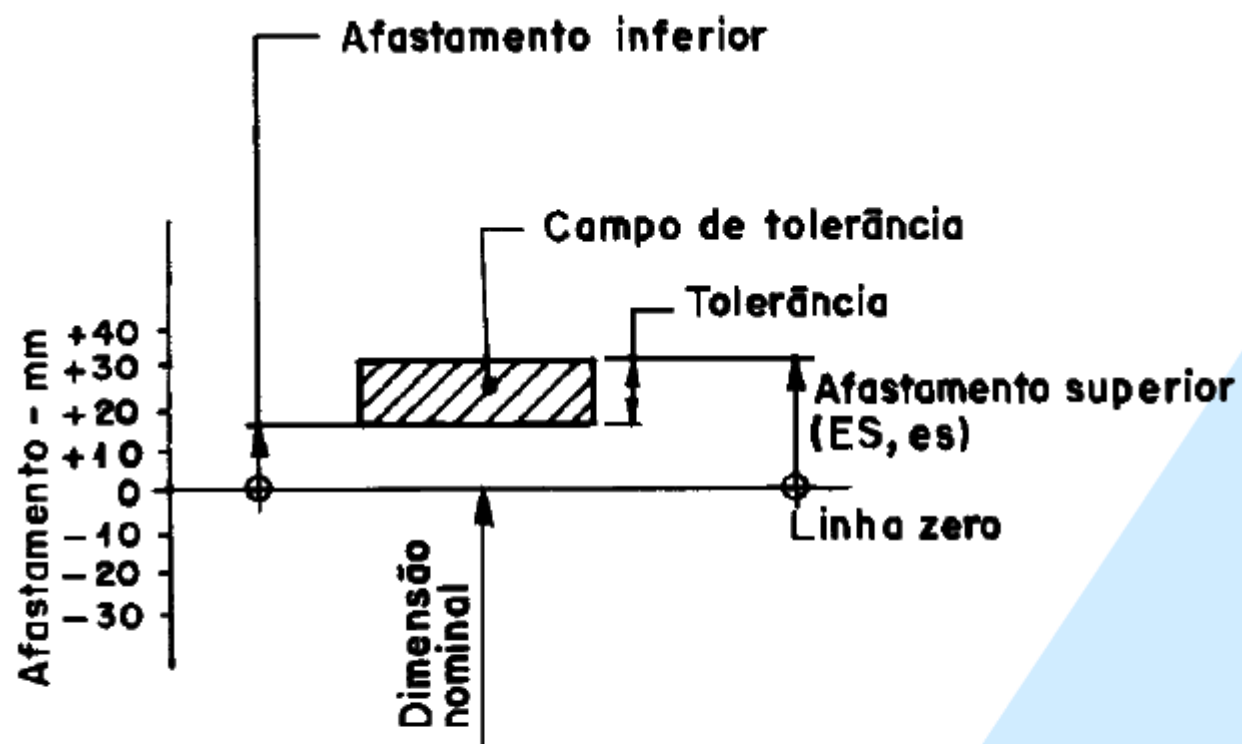 Afastamento inferior
Campo de tolerância
Tolerância
Afastamento - mm
+40
+30
+20
+10
0
-10
-20
-30
Afastamento superior
(ES, es)
Linha zero
Dimensão
nominal